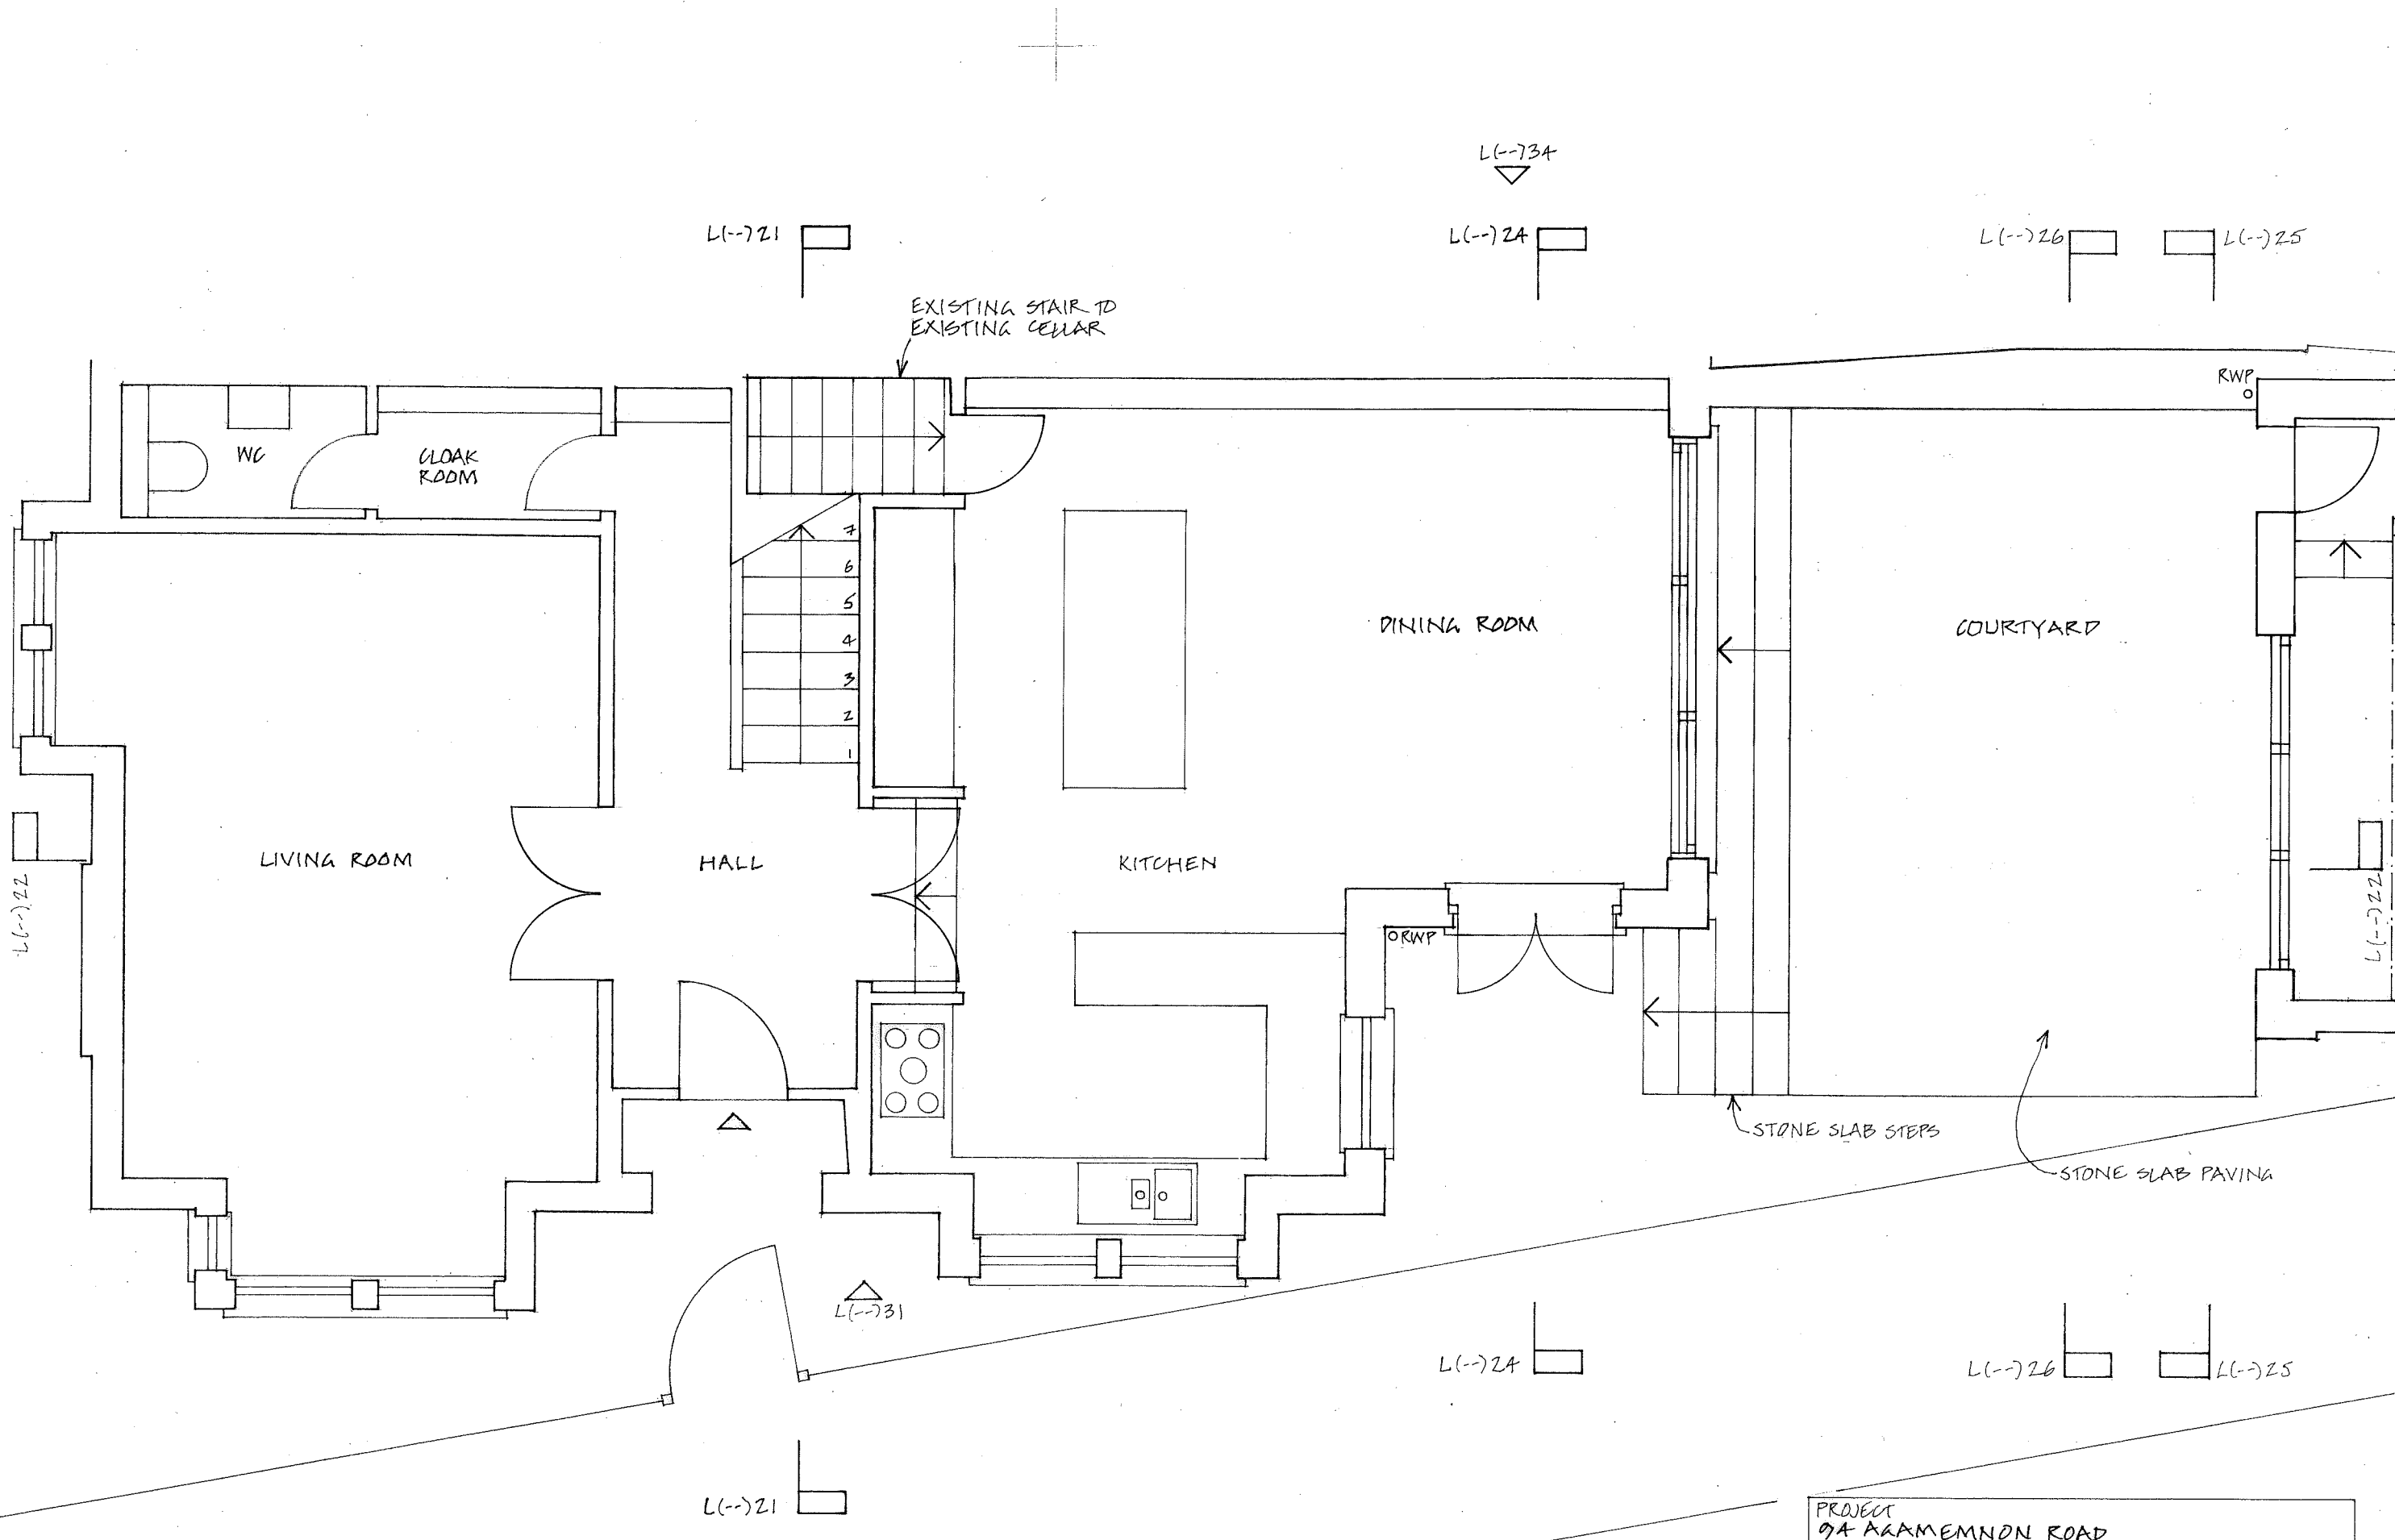 L(--)34
L(--)21
L(--)24
L(--)26
L(--)25
EXISTING STAIR TO
EXISTING CELLAR
RWP
WC
CLOAK
ROOM
7
6
5
4
3
2
1
DINING ROOM
COURTYARD
LIVING ROOM
HALL
KITCHEN
L(--)22
L(--)22
RWP
STONE SLAB STEPS
STONE SLAB PAVING
L(--)31
L(--)24
L(--)26
L(--)25
L(--)21
PROJECT
94 AGAMEMNON ROAD